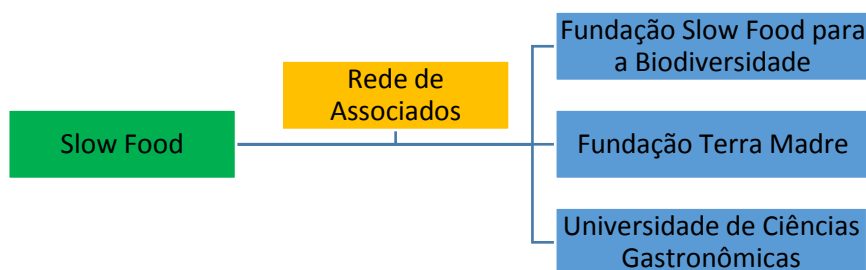 Slow Food
Rede de
Associados
Fundação Slow Food para
a Biodiversidade
Fundação Terra Madre
Universidade de Ciências
Gastronômicas